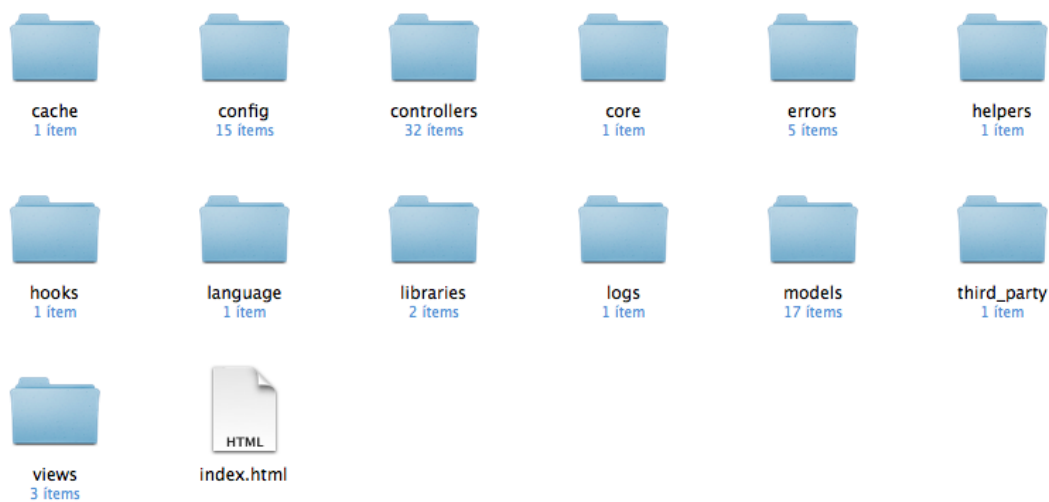 cache config controllers core errors helpers
1 ítem 15 ítems 32 ítems 1 ítem 5 ítems 1 ítem
hooks language libraries logs models third_party
1 ítem 1 ítem 2 ítems 1 ítem 17 ítems 1 ítem
HTML
views index.html
3 ítems